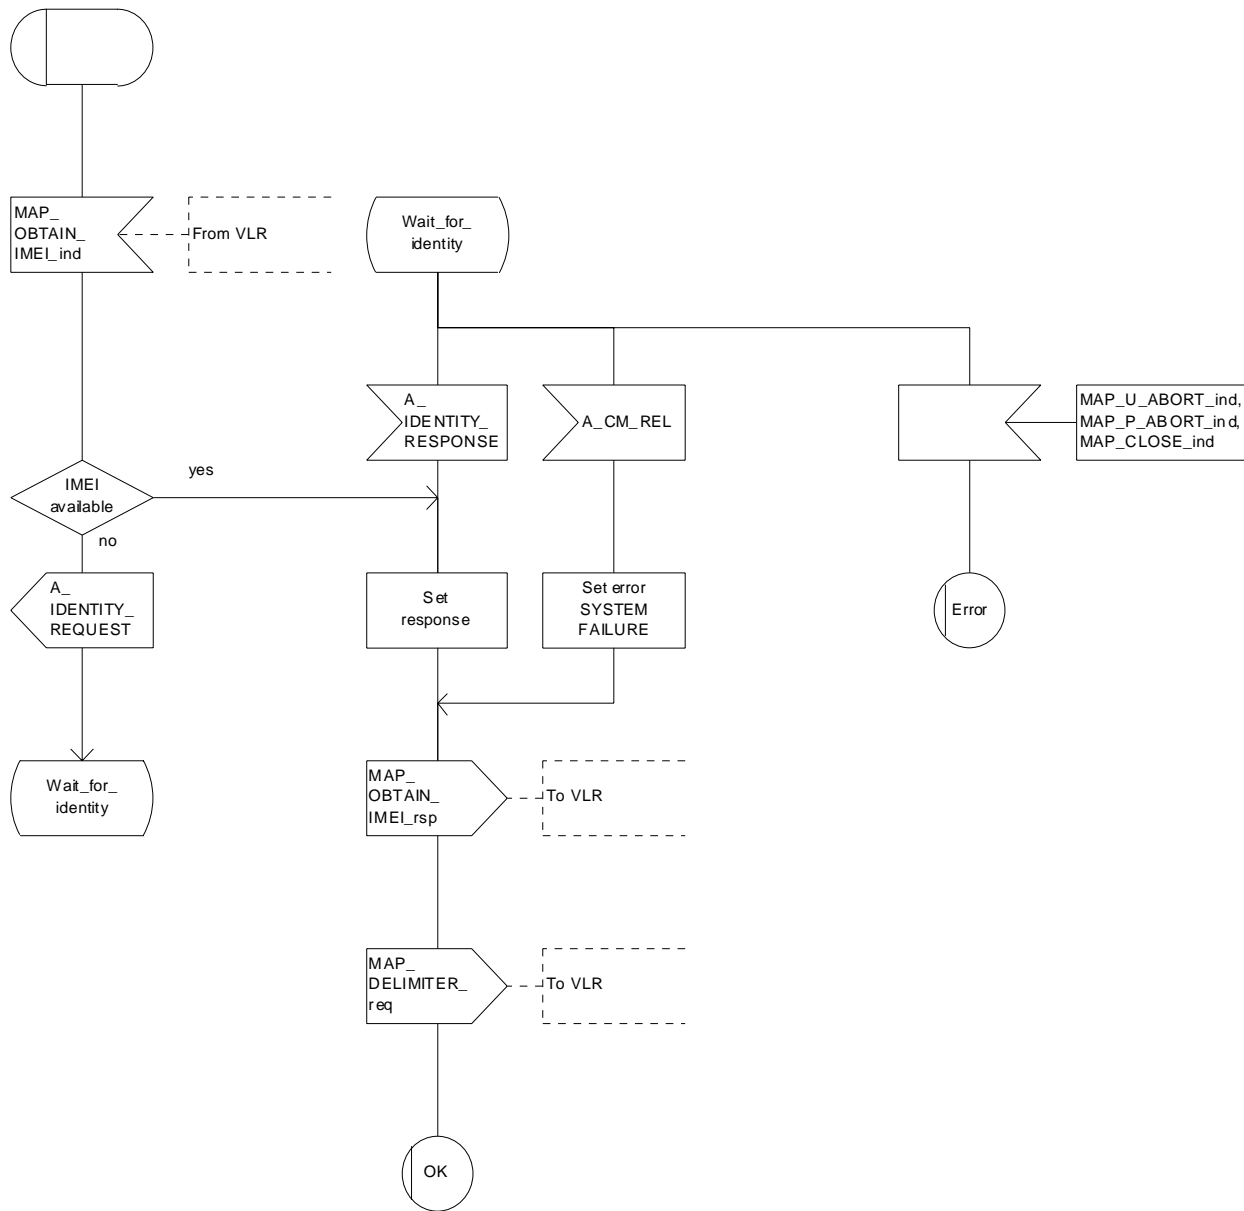 MAP_
OBTAIN_
IMEI_ind
From VLR
Wait_for_
identity
A_
IDENTITY_
RESPONSE
A_CM_REL
MAP_U_ABORT_ind,
MAP_P_ABORT_ind,
MAP_CLOSE_ind
IMEI
available
yes
no
A_
IDENTITY_
REQUEST
Set
response
Set error
SYSTEM
FAILURE
Error
Wait_for_
identity
MAP_
OBTAIN_
IMEI_rsp
To VLR
MAP_
DELIMITER_
req
To VLR
OK